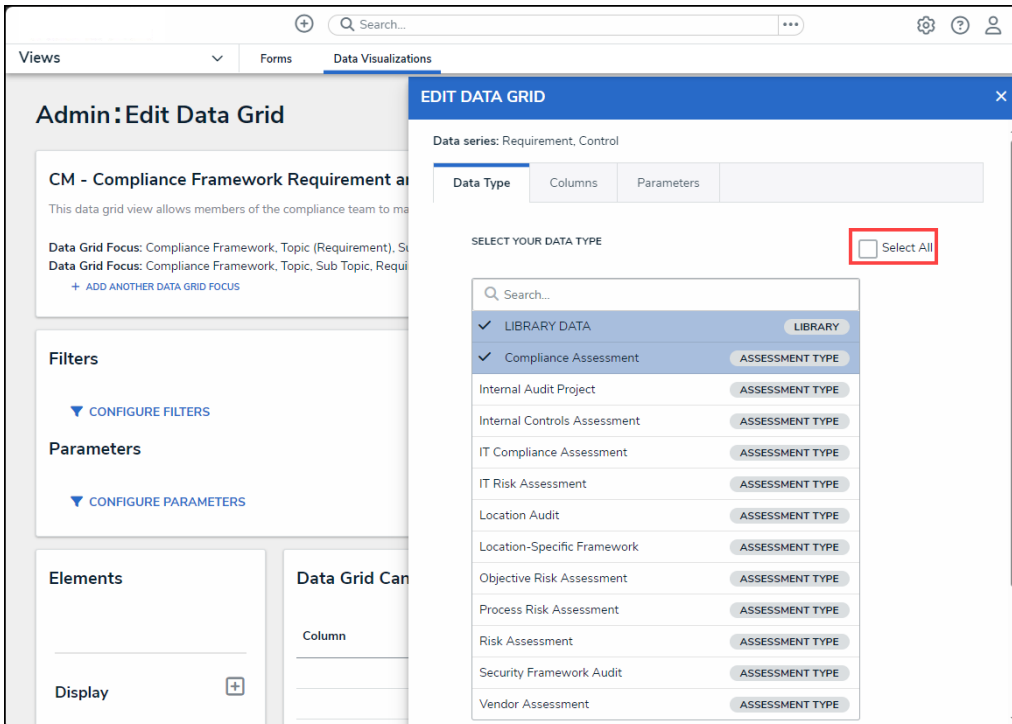 Search...
Views
Forms
Data Visualizations
Admin:Edit Data Grid
CM - Compliance Framework Requirement
This data grid view allows members of the compliance team to
Data Grid Focus: Compliance Framework, Topic (Requirement),
Data Grid Focus: Compliance Framework, Topic, Sub Topic,
+ ADD ANOTHER DATA GRID FOCUS
Filters
CONFIGURE FILTERS
Parameters
CONFIGURE PARAMETERS
Elements
Display
Data Grid
Column
EDIT DATA GRID
Data series: Requirement, Control
Data Type
Columns
Parameters
SELECT YOUR DATA TYPE
Select All
Search...
LIBRARY DATA LIBRARY
Compliance Assessment ASSESSMENT TYPE
Internal Audit Project ASSESSMENT TYPE
Internal Controls Assessment ASSESSMENT TYPE
IT Compliance Assessment ASSESSMENT TYPE
IT Risk Assessment ASSESSMENT TYPE
Location Audit ASSESSMENT TYPE
Location-Specific Framework ASSESSMENT TYPE
Objective Risk Assessment ASSESSMENT TYPE
Process Risk Assessment ASSESSMENT TYPE
Risk Assessment ASSESSMENT TYPE
Security Framework Audit ASSESSMENT TYPE
Vendor Assessment ASSESSMENT TYPE